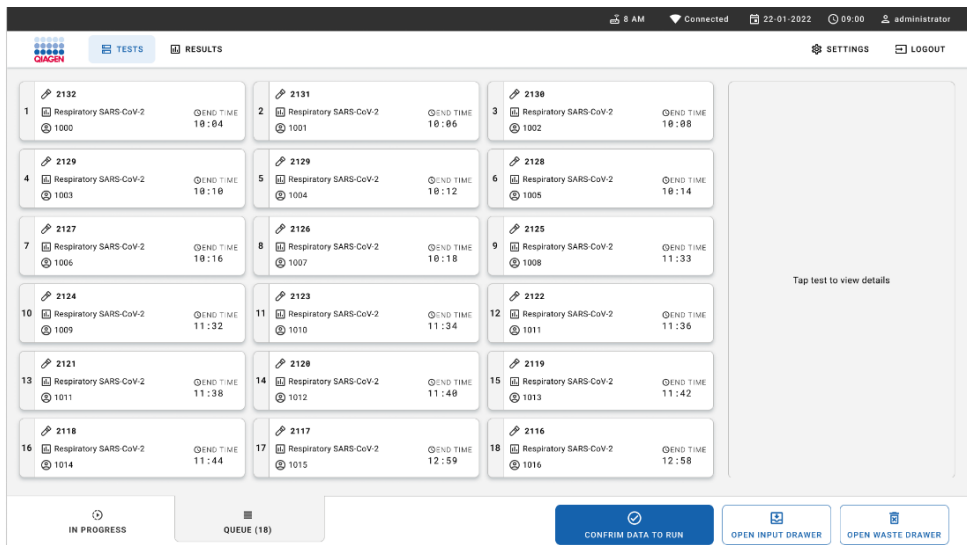 8 AM Connected 22-01-2022 09:00 administrator
QIAGEN TESTS RESULTS SETTINGS LOGOUT
2132
1 Respiratory SARS-CoV-2 END TIME
1000 10:04
2131
2 Respiratory SARS-CoV-2 END TIME
1001 10:06
2130
3 Respiratory SARS-CoV-2 END TIME
1002 10:08
2129
4 Respiratory SARS-CoV-2 END TIME
1003 10:10
2129
5 Respiratory SARS-CoV-2 END TIME
1004 10:12
2128
6 Respiratory SARS-CoV-2 END TIME
1005 10:14
2127
7 Respiratory SARS-CoV-2 END TIME
1006 10:16
2126
8 Respiratory SARS-CoV-2 END TIME
1007 10:18
2125
9 Respiratory SARS-CoV-2 END TIME
1008 11:33
2124
10 Respiratory SARS-CoV-2 END TIME
1009 11:32
2123
11 Respiratory SARS-CoV-2 END TIME
1010 11:34
2122
12 Respiratory SARS-CoV-2 END TIME
1011 11:36
2121
13 Respiratory SARS-CoV-2 END TIME
1011 11:38
2120
14 Respiratory SARS-CoV-2 END TIME
1012 11:40
2119
15 Respiratory SARS-CoV-2 END TIME
1013 11:42
2118
16 Respiratory SARS-CoV-2 END TIME
1014 11:44
2117
17 Respiratory SARS-CoV-2 END TIME
1015 12:59
2116
18 Respiratory SARS-CoV-2 END TIME
1016 12:58
Tap test to view details
IN PROGRESS QUEUE (18) CONFRIM DATA TO RUN OPEN INPUT DRAWER OPEN WASTE DRAWER